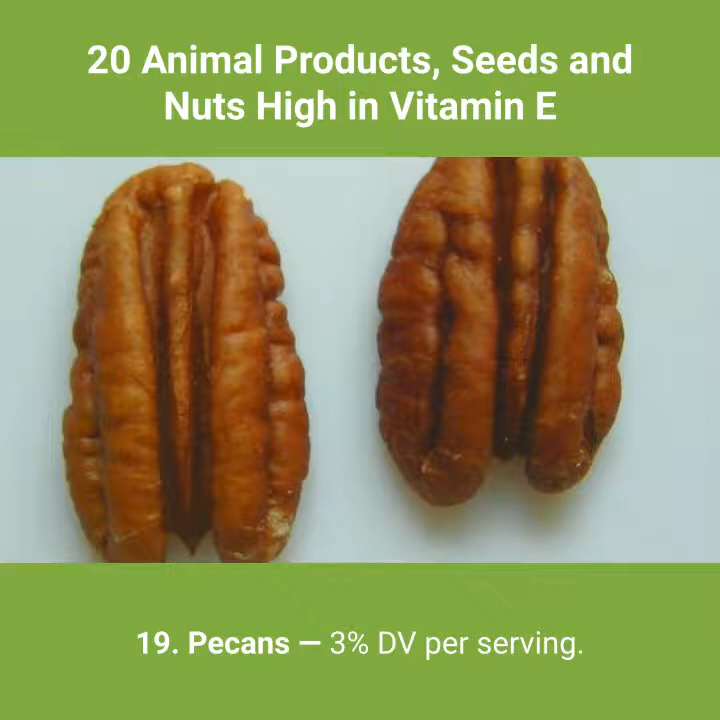 20 Animal Products, Seeds and
Nuts High in Vitamin E
19. Pecans — 3% DV per serving.